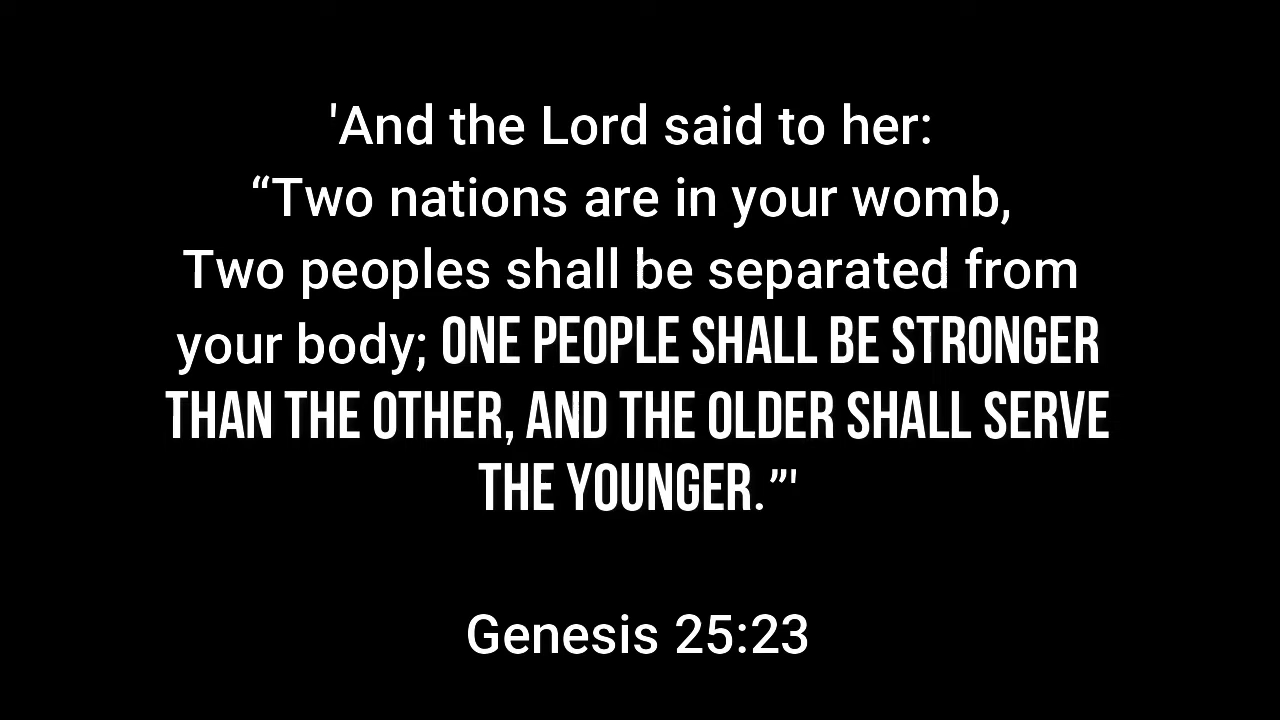 'And the Lord said to her:
“Two nations are in your womb,
Two peoples shall be separated from
your body; ONE PEOPLE SHALL BE STRONGER
THAN THE OTHER, AND THE OLDER SHALL SERVE
THE YOUNGER.”'
Genesis 25:23